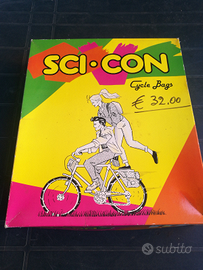 SCI·CON
Cycle Bags
€ 32,00
subito